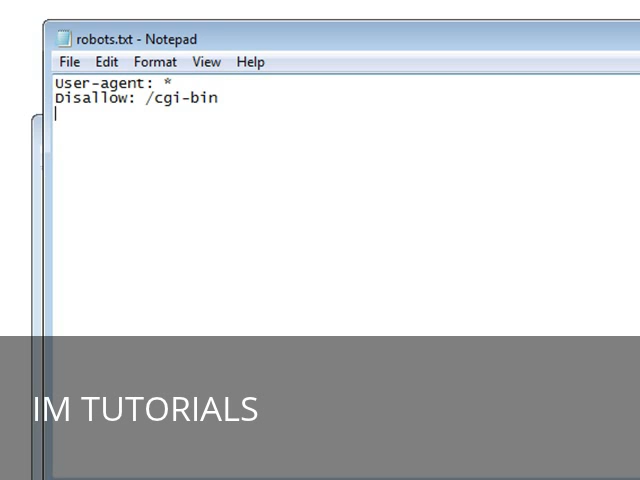 robots.txt - Notepad
File Edit Format View Help
User-agent: *
Disallow: /cgi-bin
IM TUTORIALS